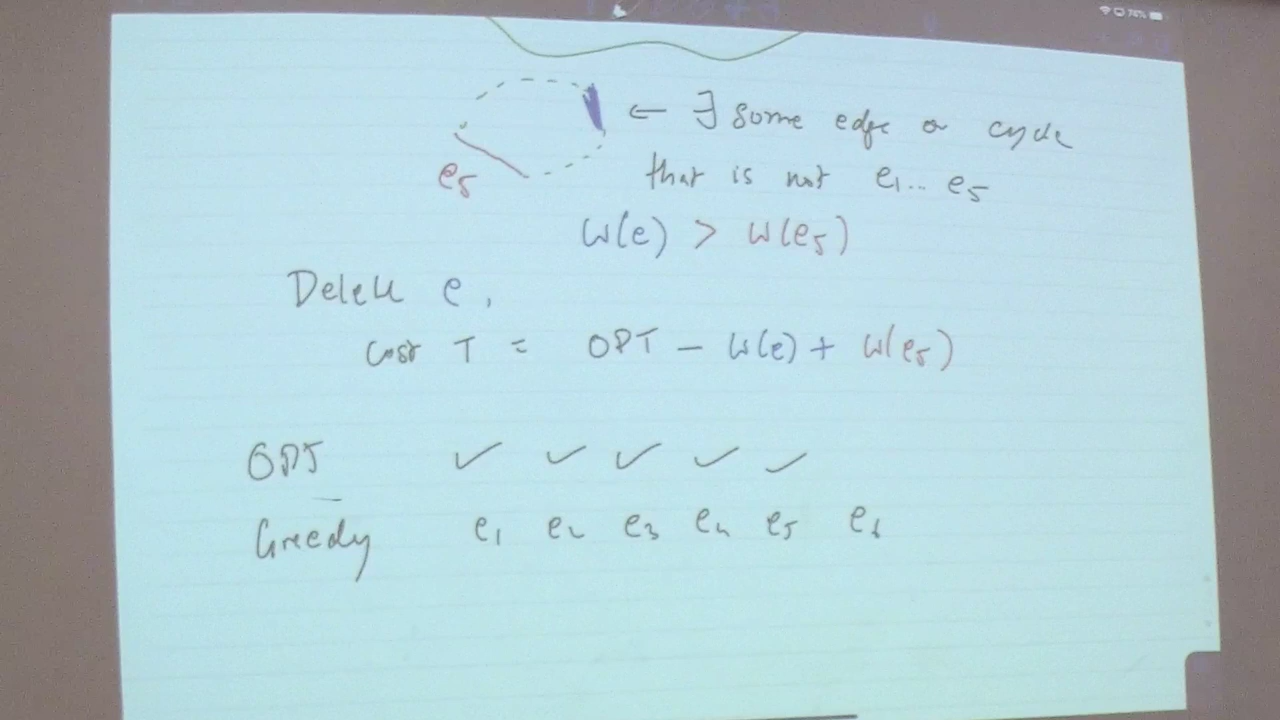 ← ∃ some edge on cycle
that is not e₁... e₅
e₅
W(e) > W(e₅)
Delete e,
Cost T = OPT - W(e) + W(e₅)
OPT ✓ ✓ ✓ ✓ ✓
Greedy e₁ e₂ e₃ e₄ e₅ e₆